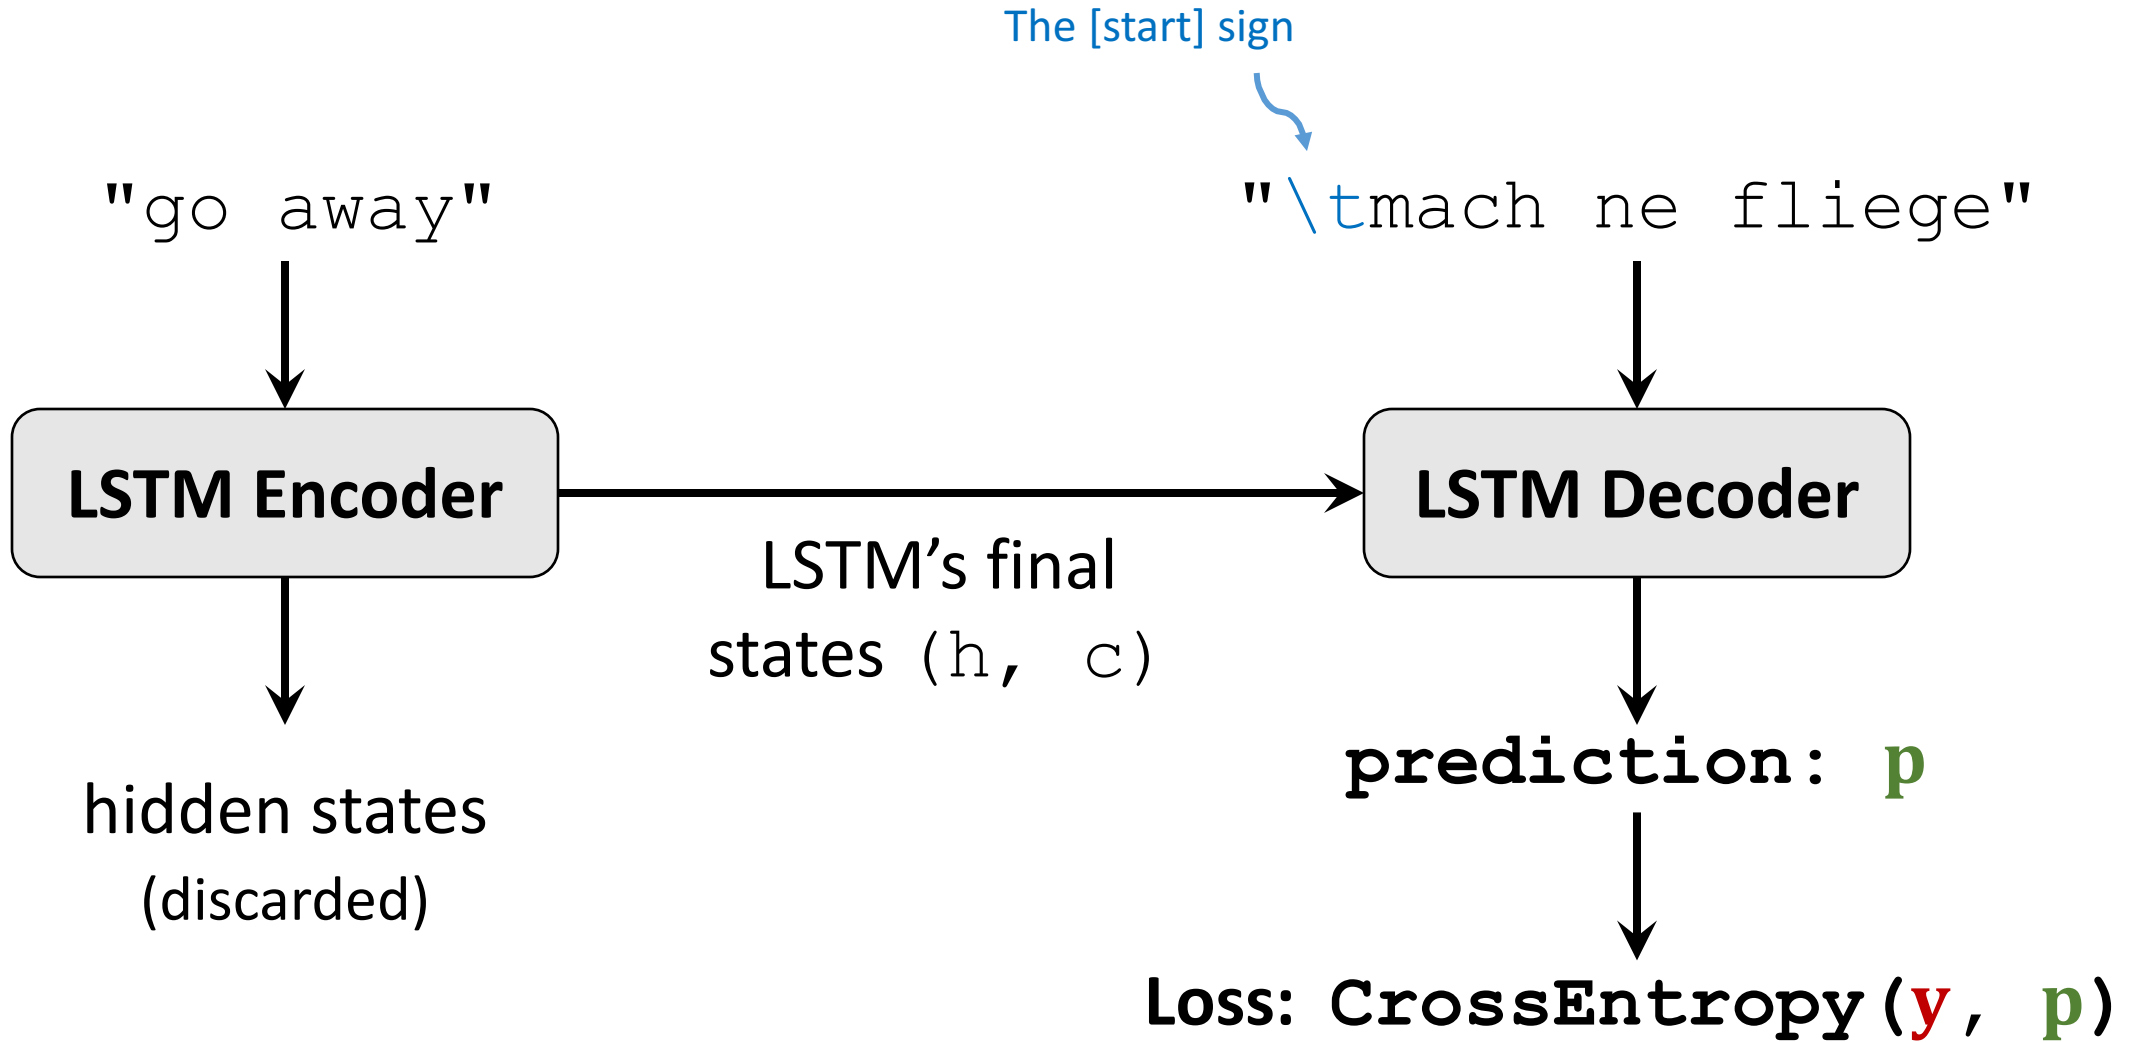 The [start] sign
"go away"
"\tmach ne fliege"
LSTM Encoder
LSTM Decoder
LSTM’s final
states (h, c)
hidden states
(discarded)
prediction: p
Loss: CrossEntropy(y, p)